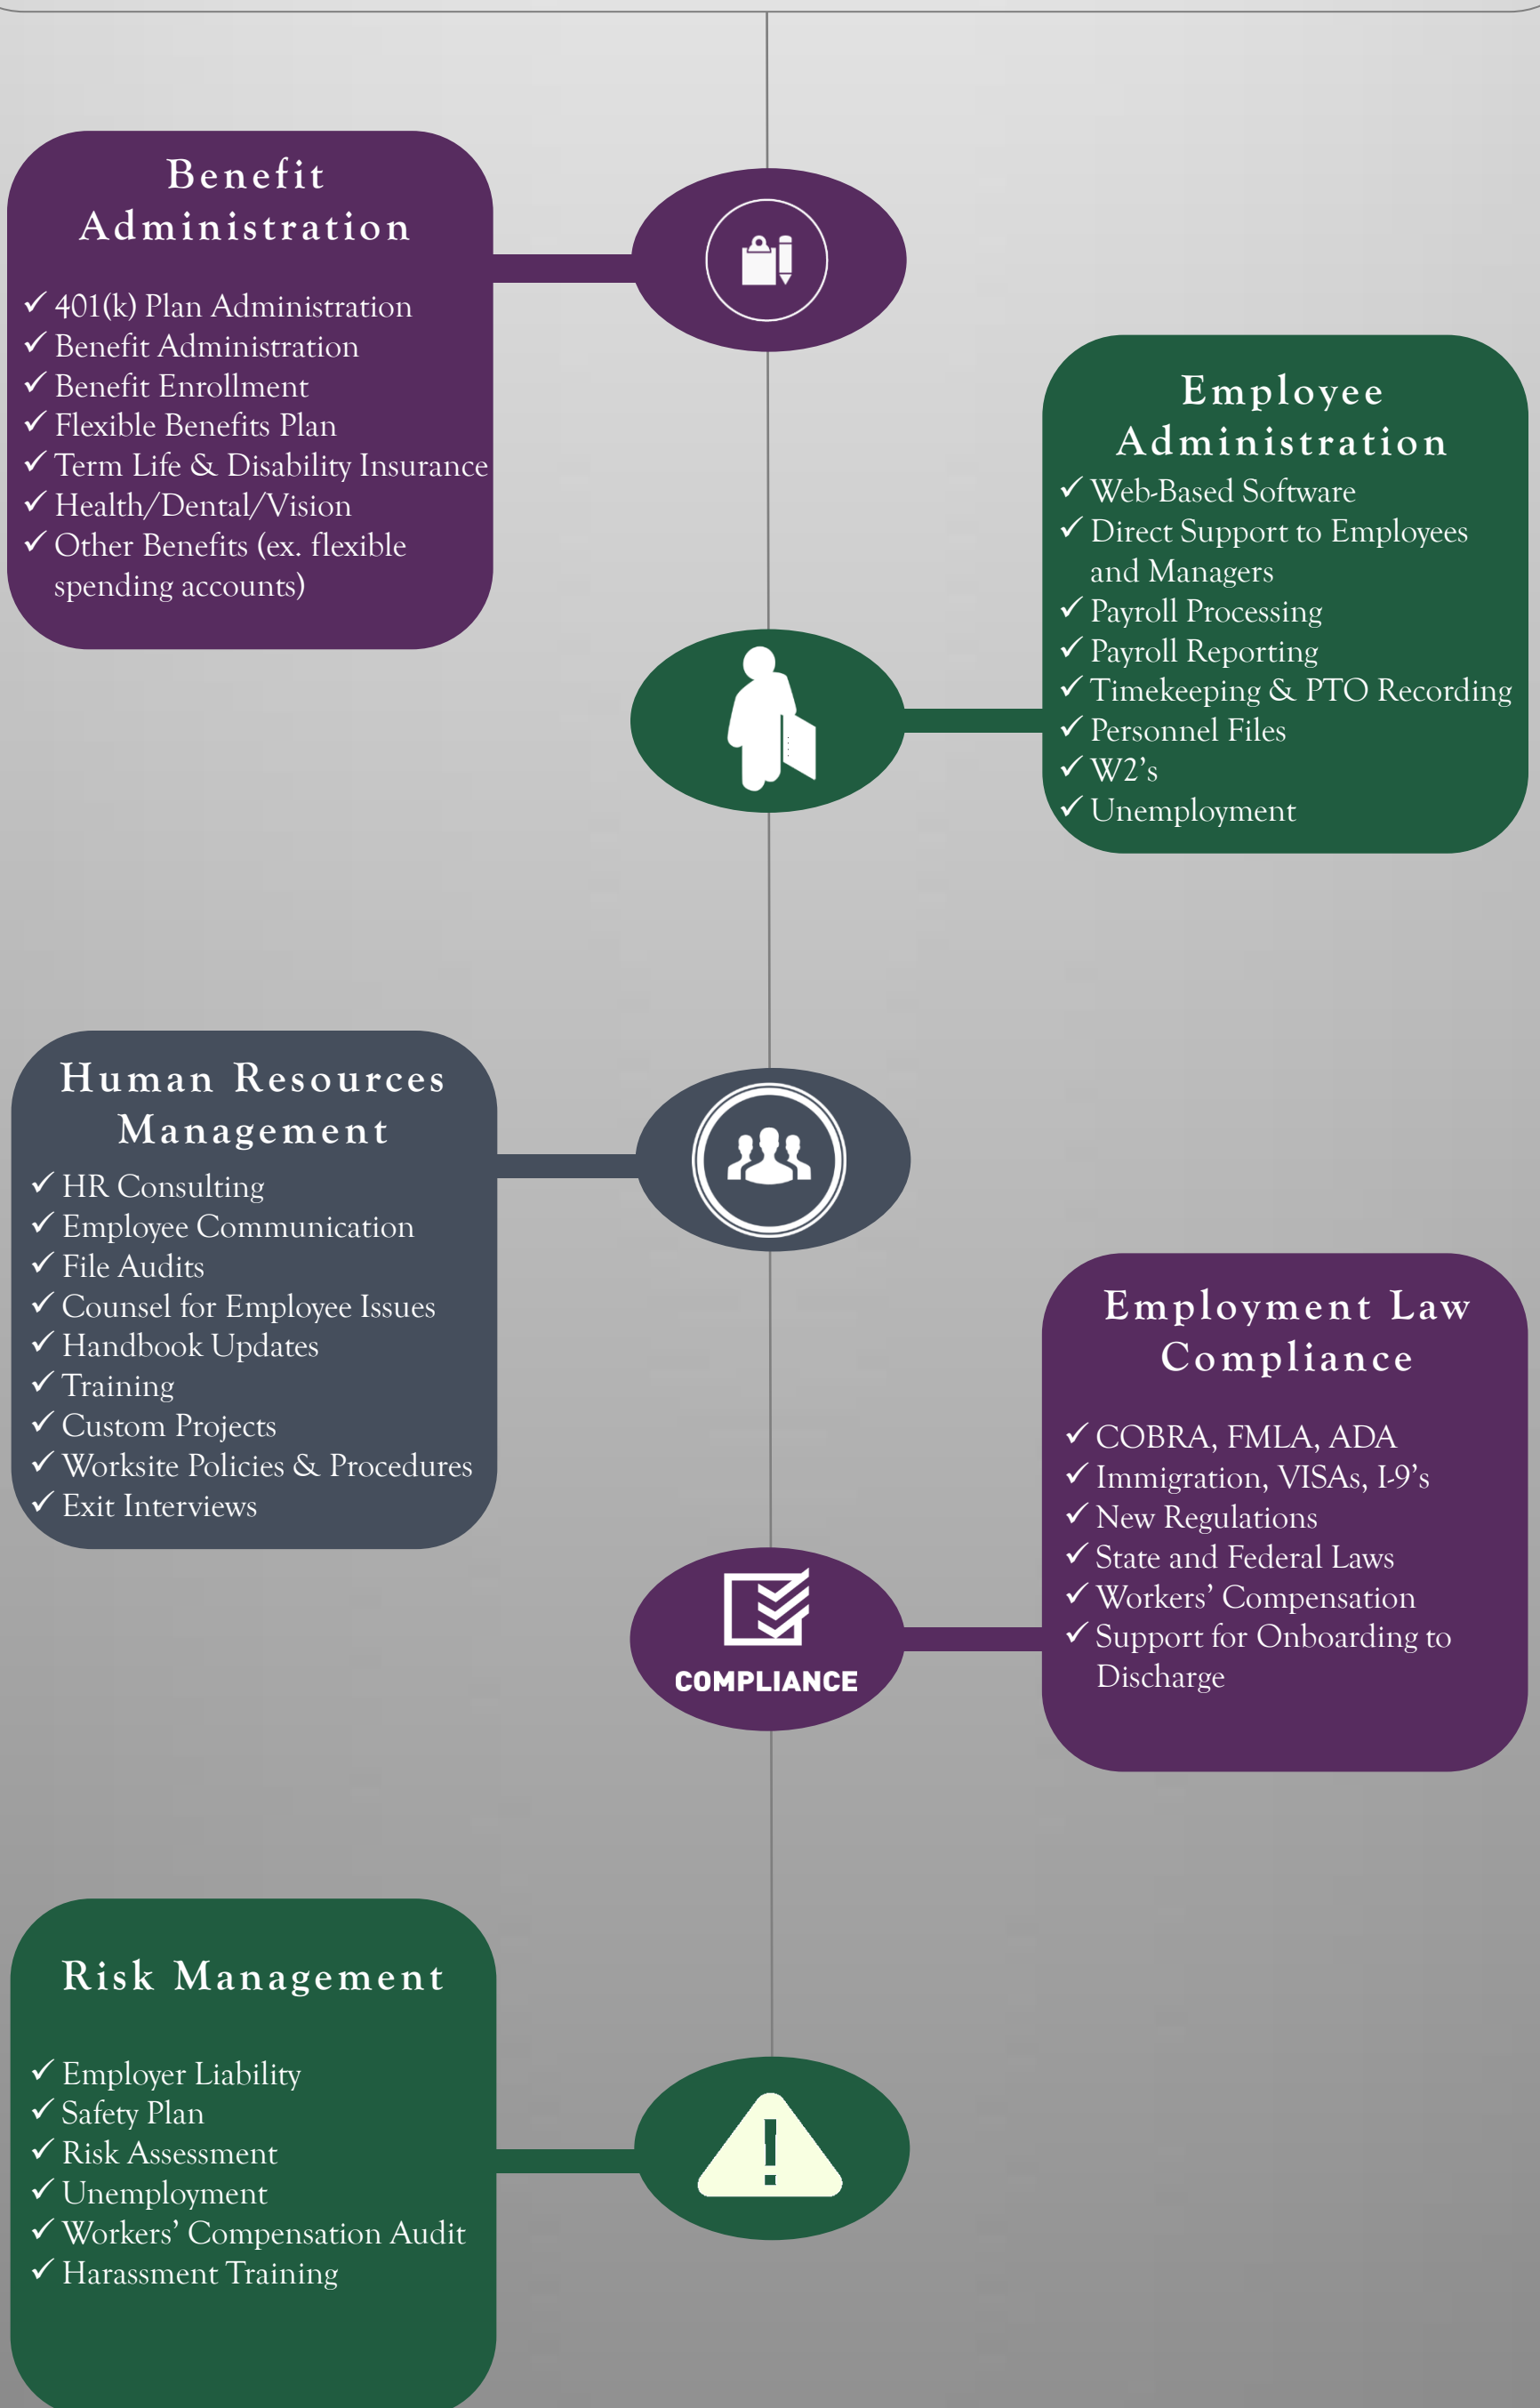 Benefit
Administration
✓ 401(k) Plan Administration
✓ Benefit Administration
✓ Benefit Enrollment
✓ Flexible Benefits Plan
✓ Term Life & Disability Insurance
✓ Health/Dental/Vision
✓ Other Benefits (ex. flexible
spending accounts)
Employee
Administration
✓ Web-Based Software
✓ Direct Support to Employees
and Managers
✓ Payroll Processing
✓ Payroll Reporting
✓ Timekeeping & PTO Recording
✓ Personnel Files
✓ W2’s
✓ Unemployment
Human Resources
Management
✓ HR Consulting
✓ Employee Communication
✓ File Audits
✓ Counsel for Employee Issues
✓ Handbook Updates
✓ Training
✓ Custom Projects
✓ Worksite Policies & Procedures
✓ Exit Interviews
Employment Law
Compliance
✓ COBRA, FMLA, ADA
✓ Immigration, VISAs, I-9’s
✓ New Regulations
✓ State and Federal Laws
✓ Workers’ Compensation
✓ Support for Onboarding to
Discharge
COMPLIANCE
Risk Management
✓ Employer Liability
✓ Safety Plan
✓ Risk Assessment
✓ Unemployment
✓ Workers’ Compensation Audit
✓ Harassment Training